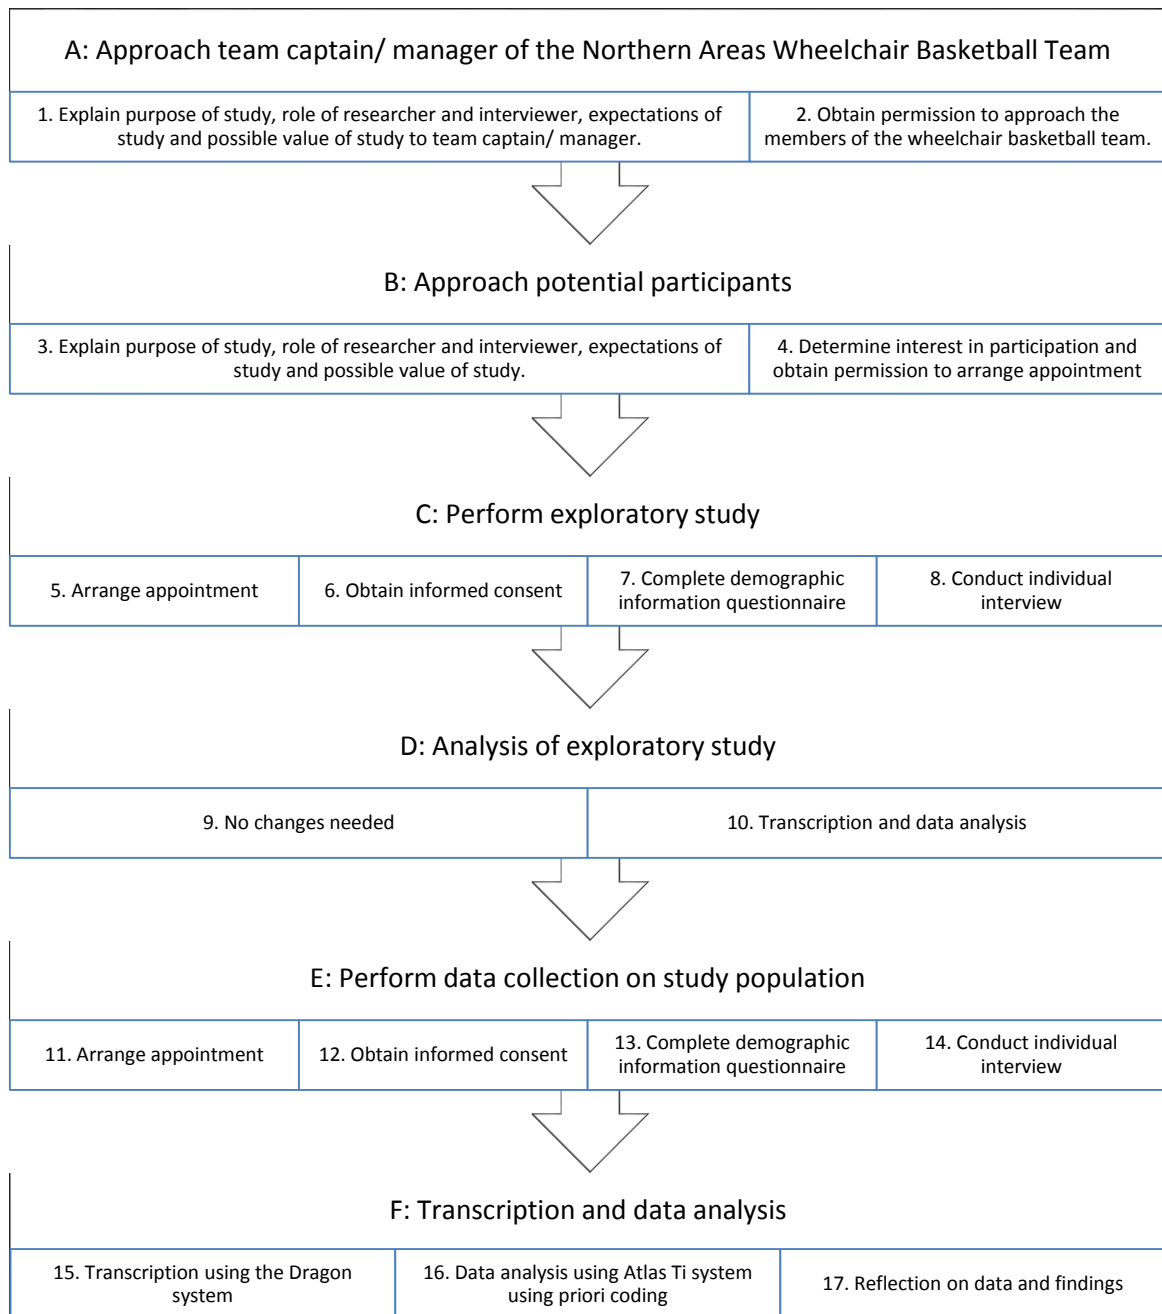 A: Approach team captain/ manager of the Northern Areas Wheelchair Basketball Team
1. Explain purpose of study, role of researcher and interviewer, expectations of
study and possible value of study to team captain/ manager.
2. Obtain permission to approach the
members of the wheelchair basketball team.
B: Approach potential participants
3. Explain purpose of study, role of researcher and interviewer, expectations of
study and possible value of study.
4. Determine interest in participation and
obtain permission to arrange appointment
C: Perform exploratory study
5. Arrange appointment
6. Obtain informed consent
7. Complete demographic
information questionnaire
8. Conduct individual
interview
D: Analysis of exploratory study
9. No changes needed
10. Transcription and data analysis
E: Perform data collection on study population
11. Arrange appointment
12. Obtain informed consent
13. Complete demographic
information questionnaire
14. Conduct individual
interview
F: Transcription and data analysis
15. Transcription using the Dragon
system
16. Data analysis using Atlas Ti system
using priori coding
17. Reflection on data and findings